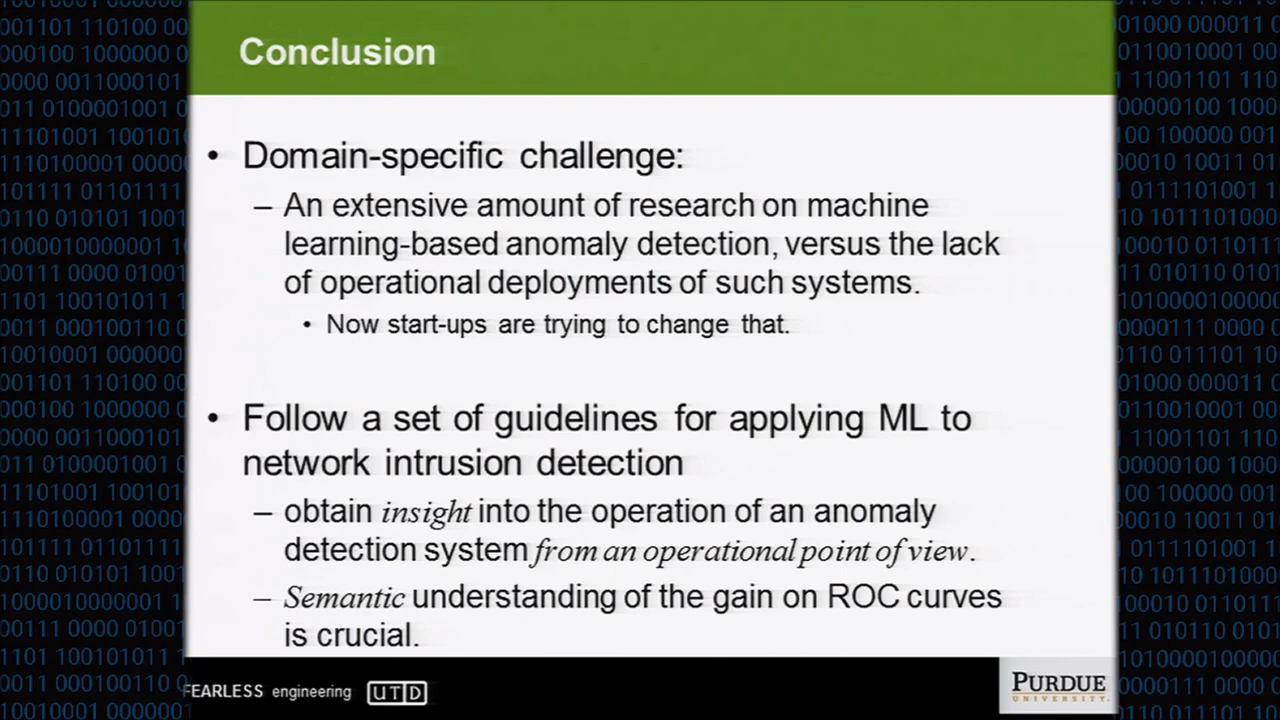 Conclusion
• Domain-specific challenge:
– An extensive amount of research on machine
learning-based anomaly detection, versus the lack
of operational deployments of such systems.
• Now start-ups are trying to change that.
• Follow a set of guidelines for applying ML to
network intrusion detection
– obtain insight into the operation of an anomaly
detection system from an operational point of view.
– Semantic understanding of the gain on ROC curves
is crucial.
FEARLESS engineering UTD
PURDUE
UNIVERSITY